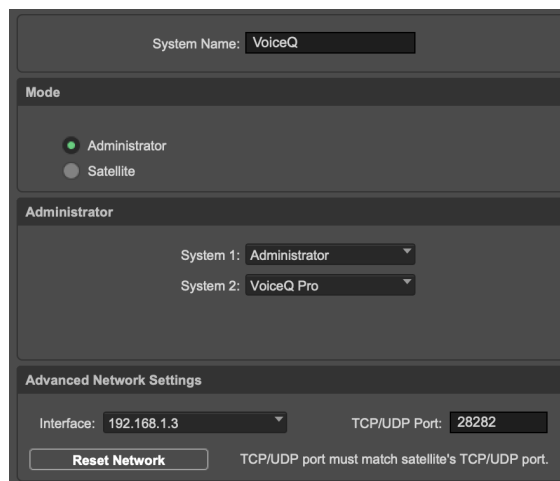 System Name: VoiceQ
Mode
Administrator
Satellite
Administrator
System 1: Administrator
System 2: VoiceQ Pro
Advanced Network Settings
Interface: 192.168.1.3 TCP/UDP Port: 28282
Reset Network TCP/UDP port must match satellite's TCP/UDP port.